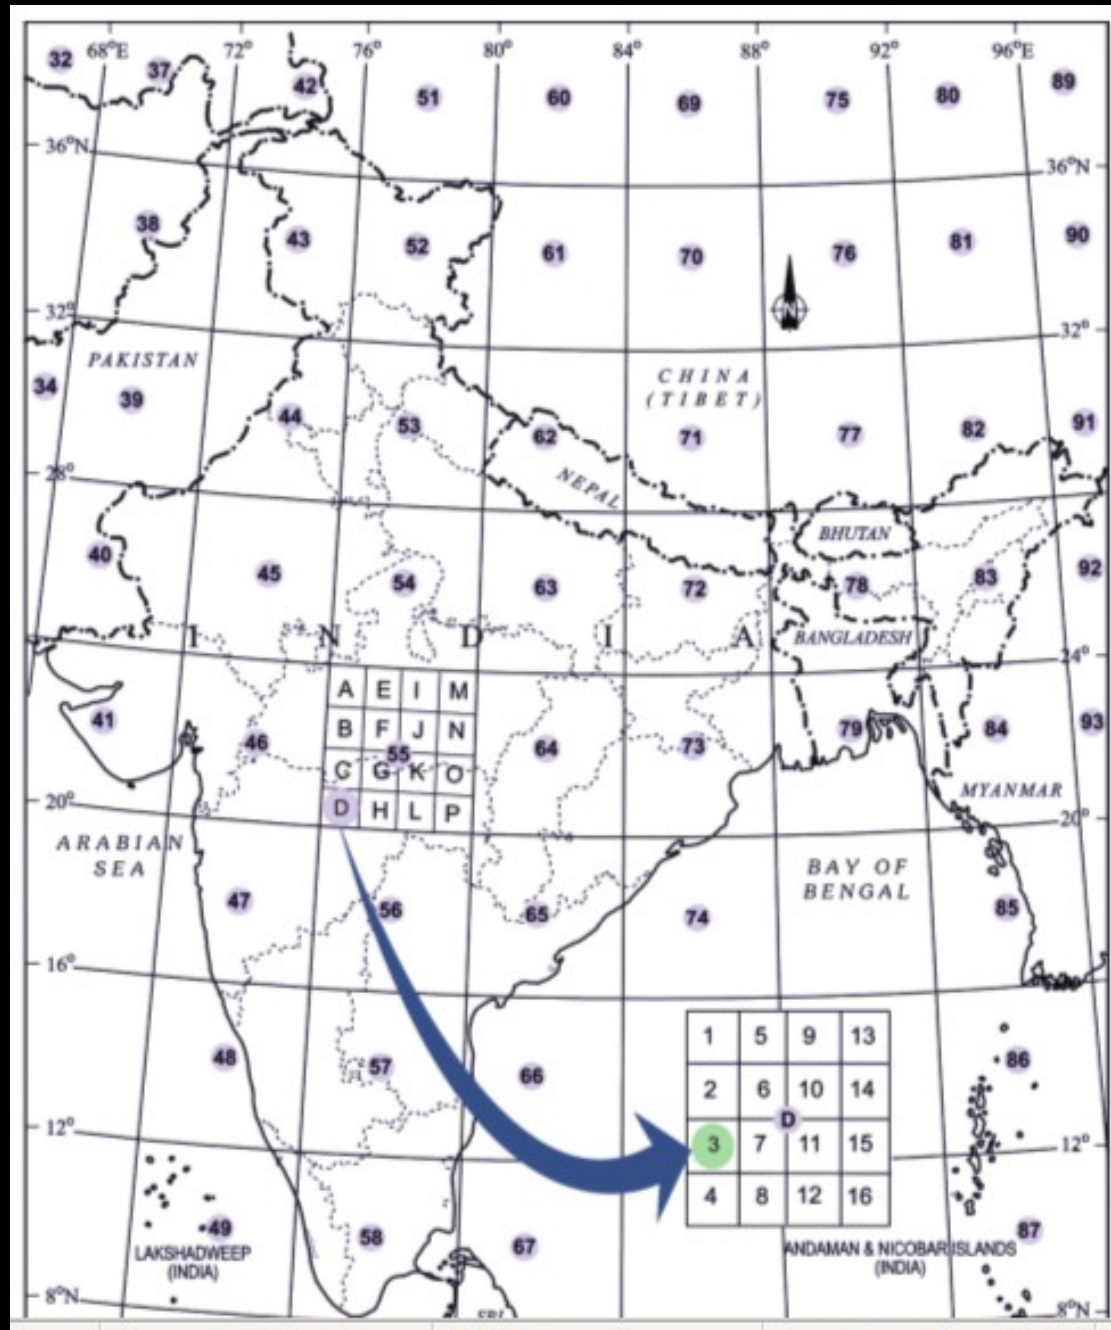 68°E 72° 76° 80° 84° 88° 92° 96°E
32 37 42 51 60 69 75 80 89
36°N 36°N
38 43 52 61 70 76 81 90
N
32° 32°
PAKISTAN
CHINA
(TIBET)
34 39 44 53 62 71 77 82 91
28°
NEPAL
BHUTAN
40 45 54 63 72 78 83 92
I N D I A
BANGLADESH
24°
A E I M
B F J N
41 46 55 64 73 79 84 93
C G K O
D H L P
MYANMAR
20° 20°
ARABIAN
SEA
BAY OF
BENGAL
47 56 65 74 85
16°
1 5 9 13
48 57 66 86
2 6 10 14
D
12° 12°
3 7 11 15
4 8 12 16
49 58 67 87
LAKSHADWEEP
(INDIA)
ANDAMAN & NICOBAR ISLANDS
(INDIA)
8°N 8°N